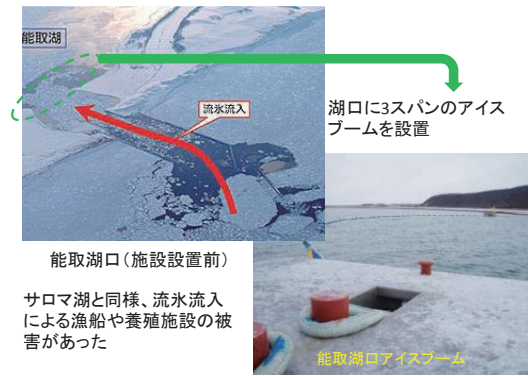 能取湖
流氷流入
湖口に3スパンのアイス
ブームを設置
能取湖口（施設設置前）
サロマ湖と同様、流氷流入
による漁船や養殖施設の被
害があった
能取湖口アイスブーム